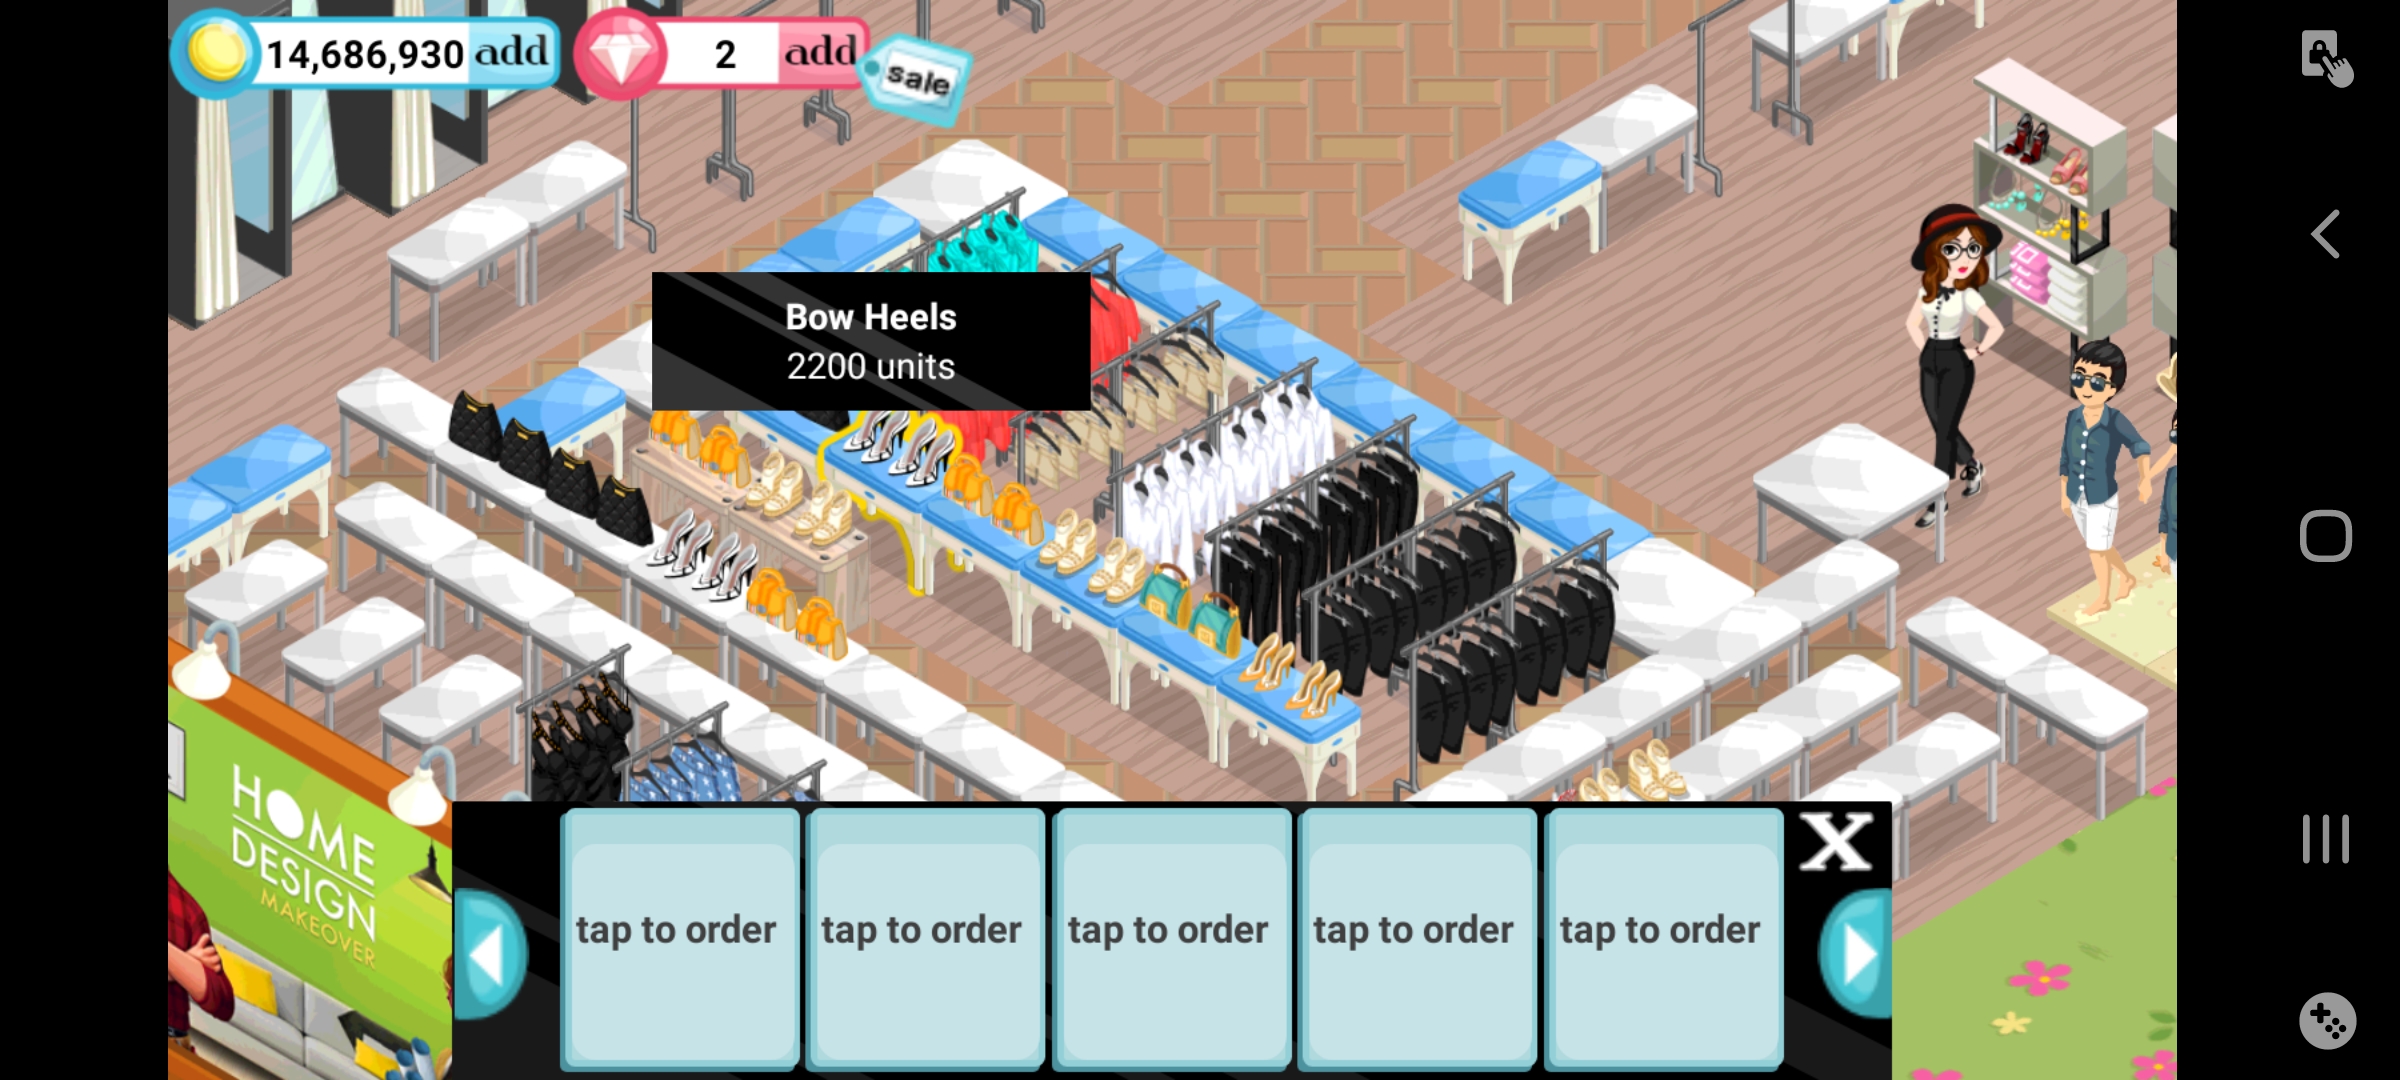 14,686,930 add
2 add
sale
Bow Heels
2200 units
HOME
DESIGN
MAKEOVER
tap to order
tap to order
tap to order
tap to order
tap to order
X